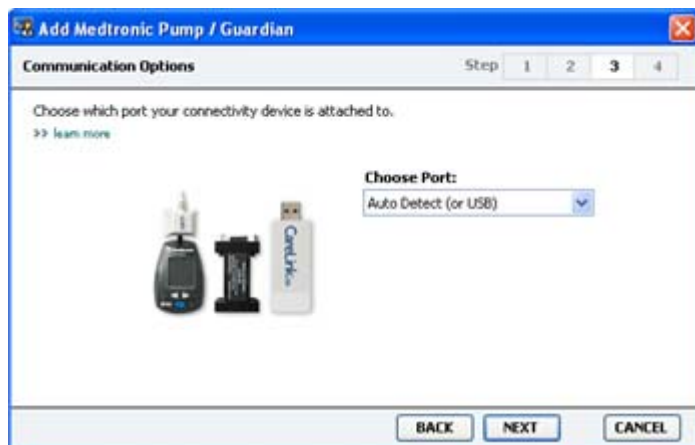 Add Medtronic Pump / Guardian
Communication Options
Step 1 2 3 4
Choose which port your connectivity device is attached to.
>> learn more
Choose Port:
Auto Detect (or USB)
CareLink
BACK NEXT CANCEL